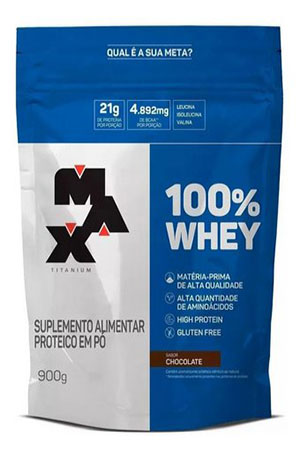 QUAL É A SUA META?
21g
DE PROTEÍNA
POR PORÇÃO
4.892mg
DE BCAA*
POR PORÇÃO
LEUCINA
ISOLEUCINA
VALINA
MAX
TITANIUM
100%
WHEY
MATÉRIA-PRIMA
DE ALTA QUALIDADE
ALTA QUANTIDADE
DE AMINOÁCIDOS
HIGH PROTEIN
GLUTEN FREE
SUPLEMENTO ALIMENTAR
PROTEICO EM PÓ
900g
SABOR
CHOCOLATE